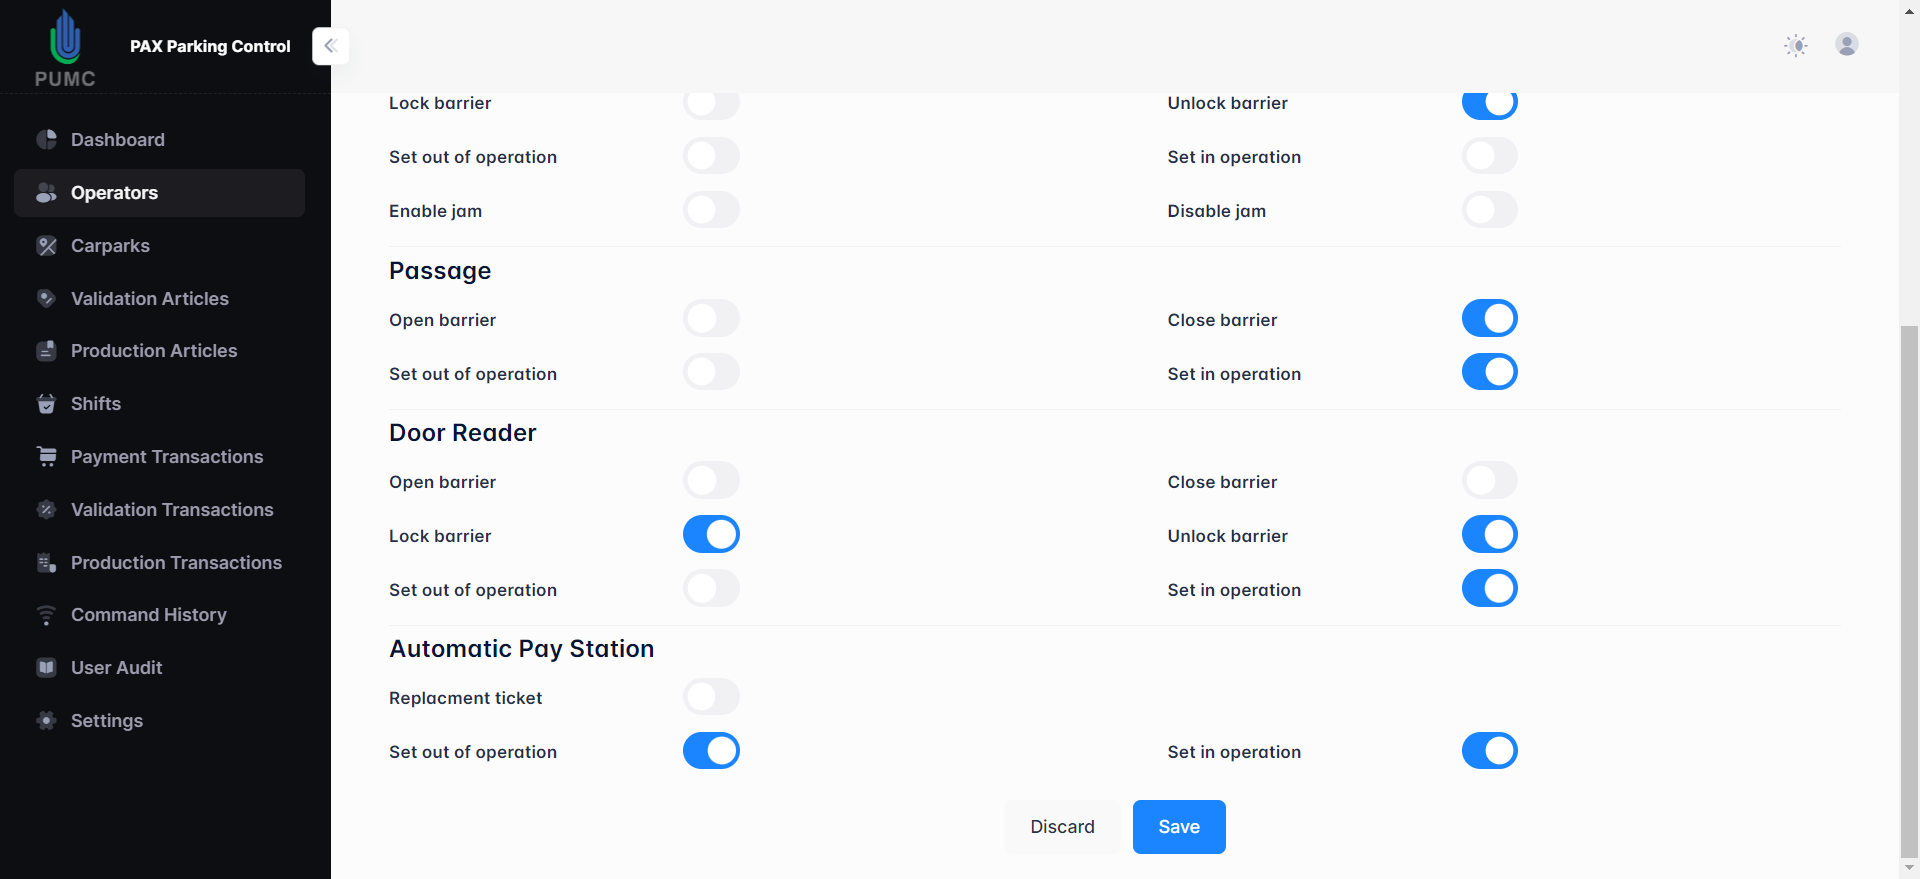 PUMC
PAX Parking Control
Dashboard
Operators
Carparks
Validation Articles
Production Articles
Shifts
Payment Transactions
Validation Transactions
Production Transactions
Command History
User Audit
Settings
Lock barrier
Unlock barrier
Set out of operation
Set in operation
Enable jam
Disable jam
Passage
Open barrier
Close barrier
Set out of operation
Set in operation
Door Reader
Open barrier
Close barrier
Lock barrier
Unlock barrier
Set out of operation
Set in operation
Automatic Pay Station
Replacment ticket
Set out of operation
Set in operation
Discard
Save